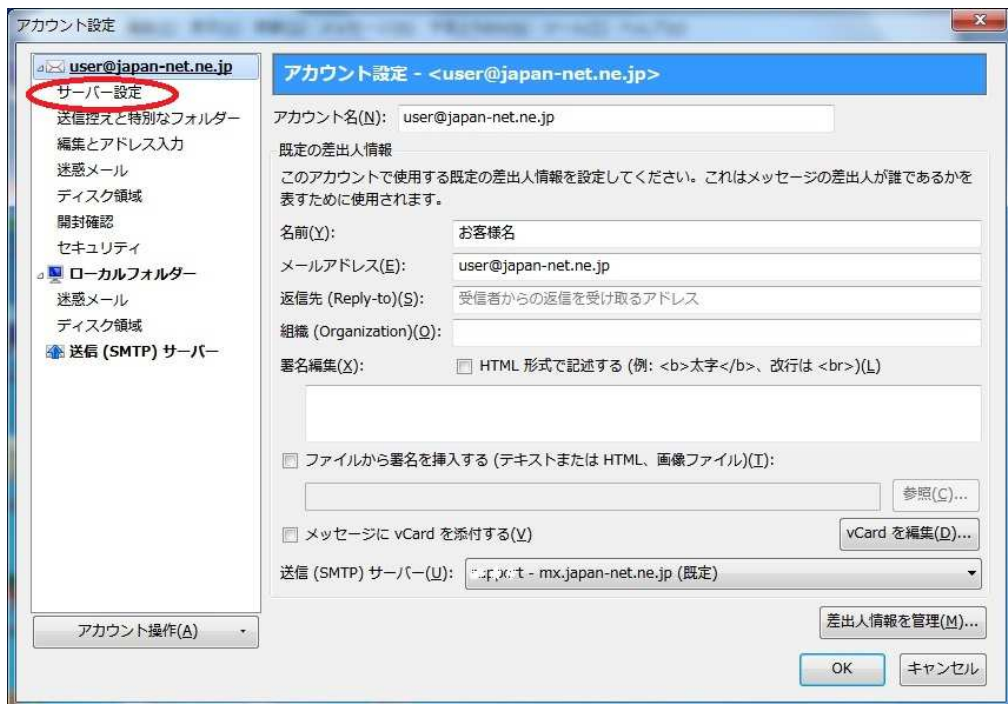 アカウント設定
user@japan-net.ne.jp
サーバー設定
送信控えと特別なフォルダー
編集とアドレス入力
迷惑メール
ディスク領域
開封確認
セキュリティ
ローカルフォルダー
迷惑メール
ディスク領域
送信 (SMTP) サーバー
アカウント操作(A)
アカウント設定 - <user@japan-net.ne.jp>
アカウント名(N): user@japan-net.ne.jp
既定の差出人情報
このアカウントで使用する既定の差出人情報を設定してください。これはメッセージの差出人が誰であるかを
表すために使用されます。
名前(Y): お客様名
メールアドレス(E): user@japan-net.ne.jp
返信先 (Reply-to)(S): 受信者からの返信を受け取るアドレス
組織 (Organization)(O):
署名編集(X): HTML 形式で記述する (例: <b>太字</b>、改行は <br>)(L)
ファイルから署名を挿入する (テキストまたは HTML、画像ファイル)(T):
参照(C)...
メッセージに vCard を添付する(V) vCard を編集(D)...
送信 (SMTP) サーバー(U): - mx.japan-net.ne.jp (既定)
差出人情報を管理(M)...
OK キャンセル